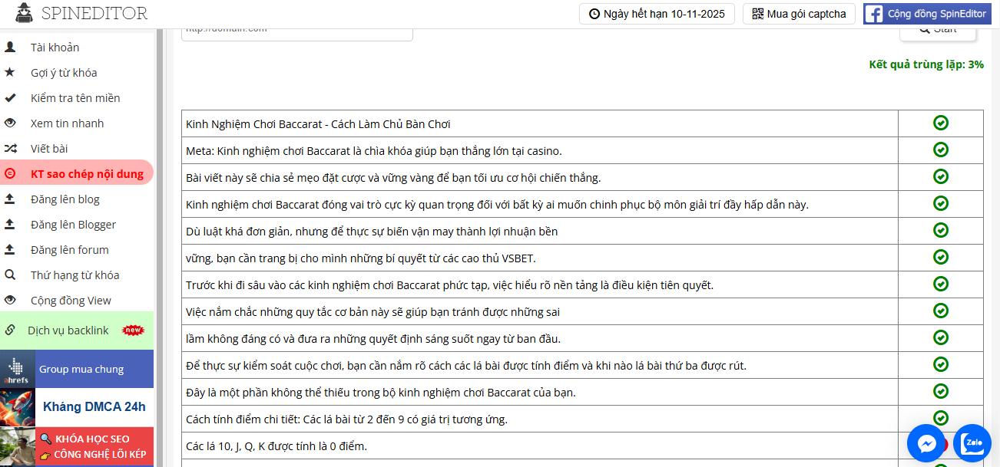 SPINEDITOR
Ngày hết hạn 10-11-2025
Mua gói captcha
Cộng đồng SpinEditor
http://domain.com
Start
Kết quả trùng lặp: 3%
Tài khoản
Gợi ý từ khóa
Kiểm tra tên miền
Xem tin nhanh
Viết bài
KT sao chép nội dung
Đăng lên blog
Đăng lên Blogger
Đăng lên forum
Thứ hạng từ khóa
Cộng đồng View
Dịch vụ backlink new
ahrefs
Group mua chung
Kháng DMCA 24h
KHÓA HỌC SEO
CÔNG NGHỆ LÕI KÉP
Kinh Nghiệm Chơi Baccarat - Cách Làm Chủ Bàn Chơi
Meta: Kinh nghiệm chơi Baccarat là chìa khóa giúp bạn thắng lớn tại casino.
Bài viết này sẽ chia sẻ mẹo đặt cược và vững vàng để bạn tối ưu cơ hội chiến thắng.
Kinh nghiệm chơi Baccarat đóng vai trò cực kỳ quan trọng đối với bất kỳ ai muốn chinh phục bộ môn giải trí đầy hấp dẫn này.
Dù luật khá đơn giản, nhưng để thực sự biến vận may thành lợi nhuận bền
vững, bạn cần trang bị cho mình những bí quyết từ các cao thủ VSBET.
Trước khi đi sâu vào các kinh nghiệm chơi Baccarat phức tạp, việc hiểu rõ nền tảng là điều kiện tiên quyết.
Việc nắm chắc những quy tắc cơ bản này sẽ giúp bạn tránh được những sai
lầm không đáng có và đưa ra những quyết định sáng suốt ngay từ ban đầu.
Để thực sự kiểm soát cuộc chơi, bạn cần nắm rõ cách các lá bài được tính điểm và khi nào lá bài thứ ba được rút.
Đây là một phần không thể thiếu trong bộ kinh nghiệm chơi Baccarat của bạn.
Cách tính điểm chi tiết: Các lá bài từ 2 đến 9 có giá trị tương ứng.
Các lá 10, J, Q, K được tính là 0 điểm.
Zalo